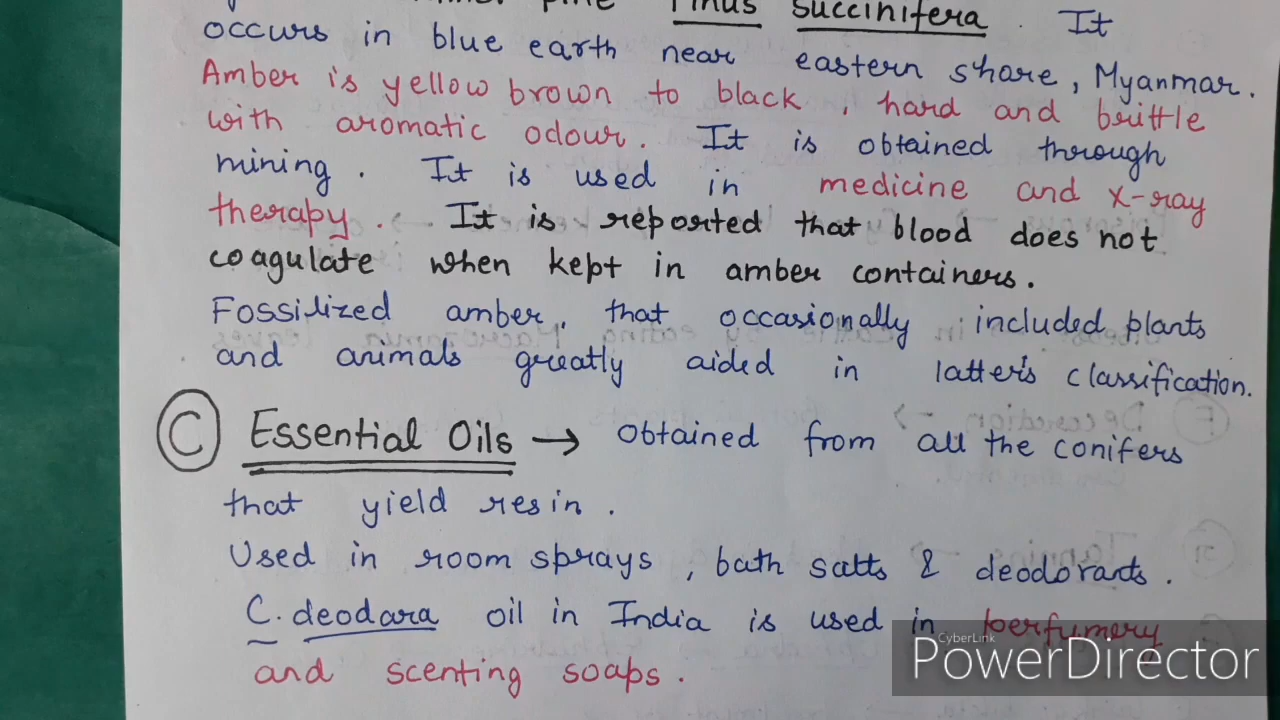 pine Pinus succinifera. It
occurs in blue earth near eastern share, Myanmar.
Amber is yellow brown to black, hard and brittle
with aromatic odour. It is obtained through
mining. It is used in medicine and x-ray
therapy. It is reported that blood does not
coagulate when kept in amber containers.
Fossilized amber, that occasionally included plants
and animals greatly aided in latter's classification.
C Essential Oils → Obtained from all the conifers
that yield resin.
Used in room sprays, bath salts & deodorants.
C. deodara oil in India is used in perfumery
and scenting soaps.
CyberLink
PowerDirector